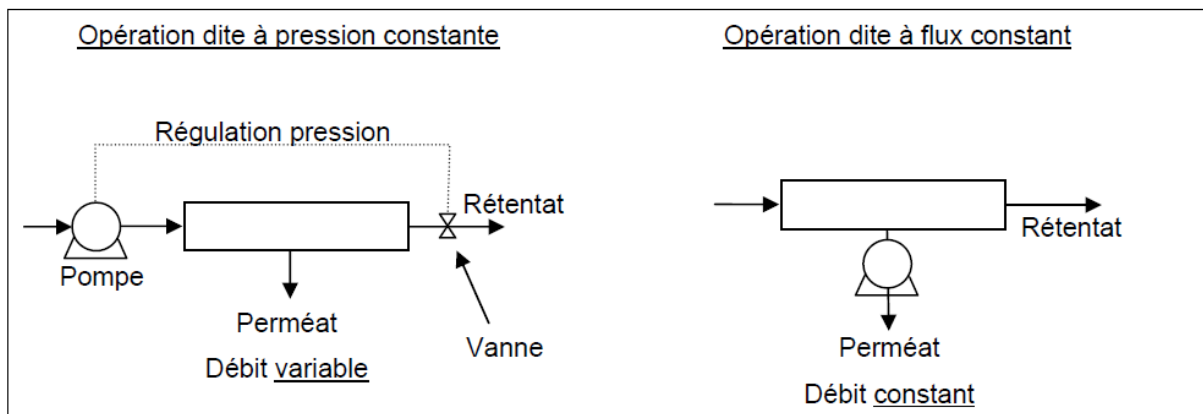 Opération dite à pression constante
Régulation pression
Rétentat
Pompe
Perméat
Débit variable
Vanne
Opération dite à flux constant
Rétentat
Perméat
Débit constant